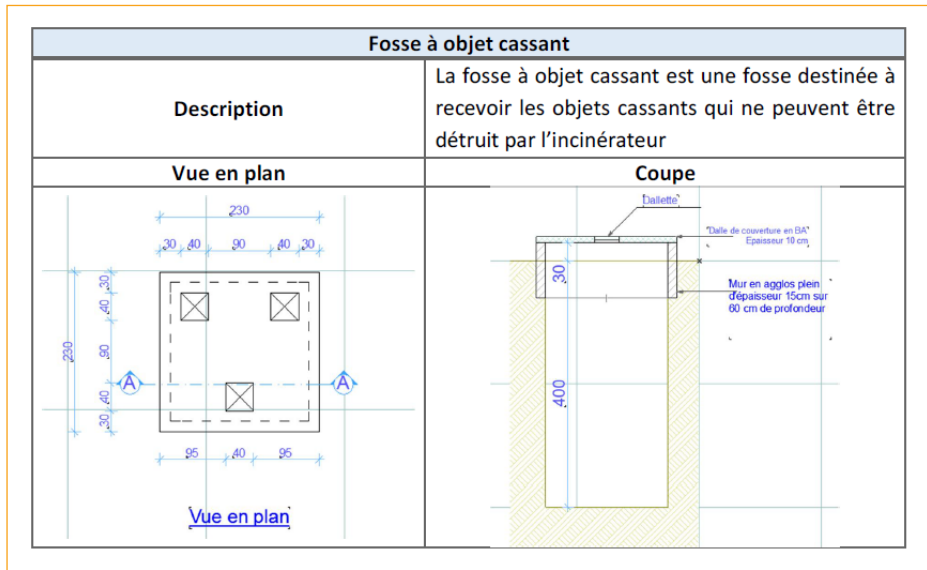 Fosse à objet cassant
Description
La fosse à objet cassant est une fosse destinée à
recevoir les objets cassants qui ne peuvent être
détruit par l’incinérateur
Vue en plan
Coupe
230
30 40 90 40 30
230
30
40
90
40
30
A A
95 40 95
Vue en plan
Dallette
Dalle de couverture en BA
Epaisseur 10 cm
30
Mur en agglos plein
d'épaisseur 15cm sur
60 cm de profondeur
400